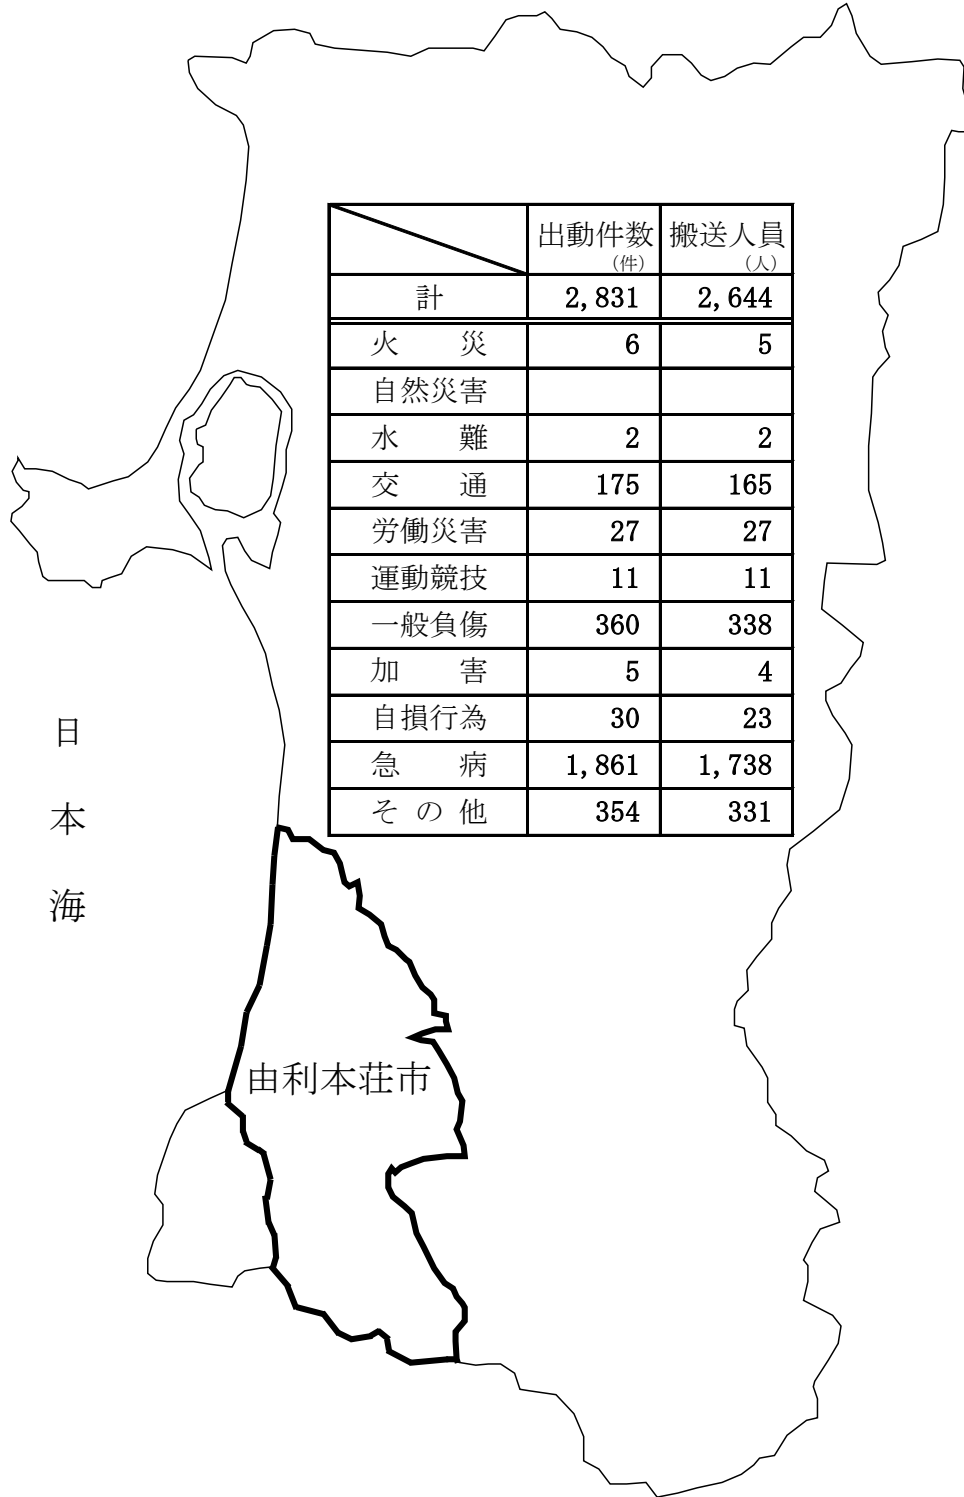 出動件数 搬送人員
(件) (人)
計 2,831 2,644
火災 6 5
自然災害
水難 2 2
交通 175 165
労働災害 27 27
運動競技 11 11
一般負傷 360 338
加害 5 4
自損行為 30 23
急病 1,861 1,738
その他 354 331
日本海
由利本荘市